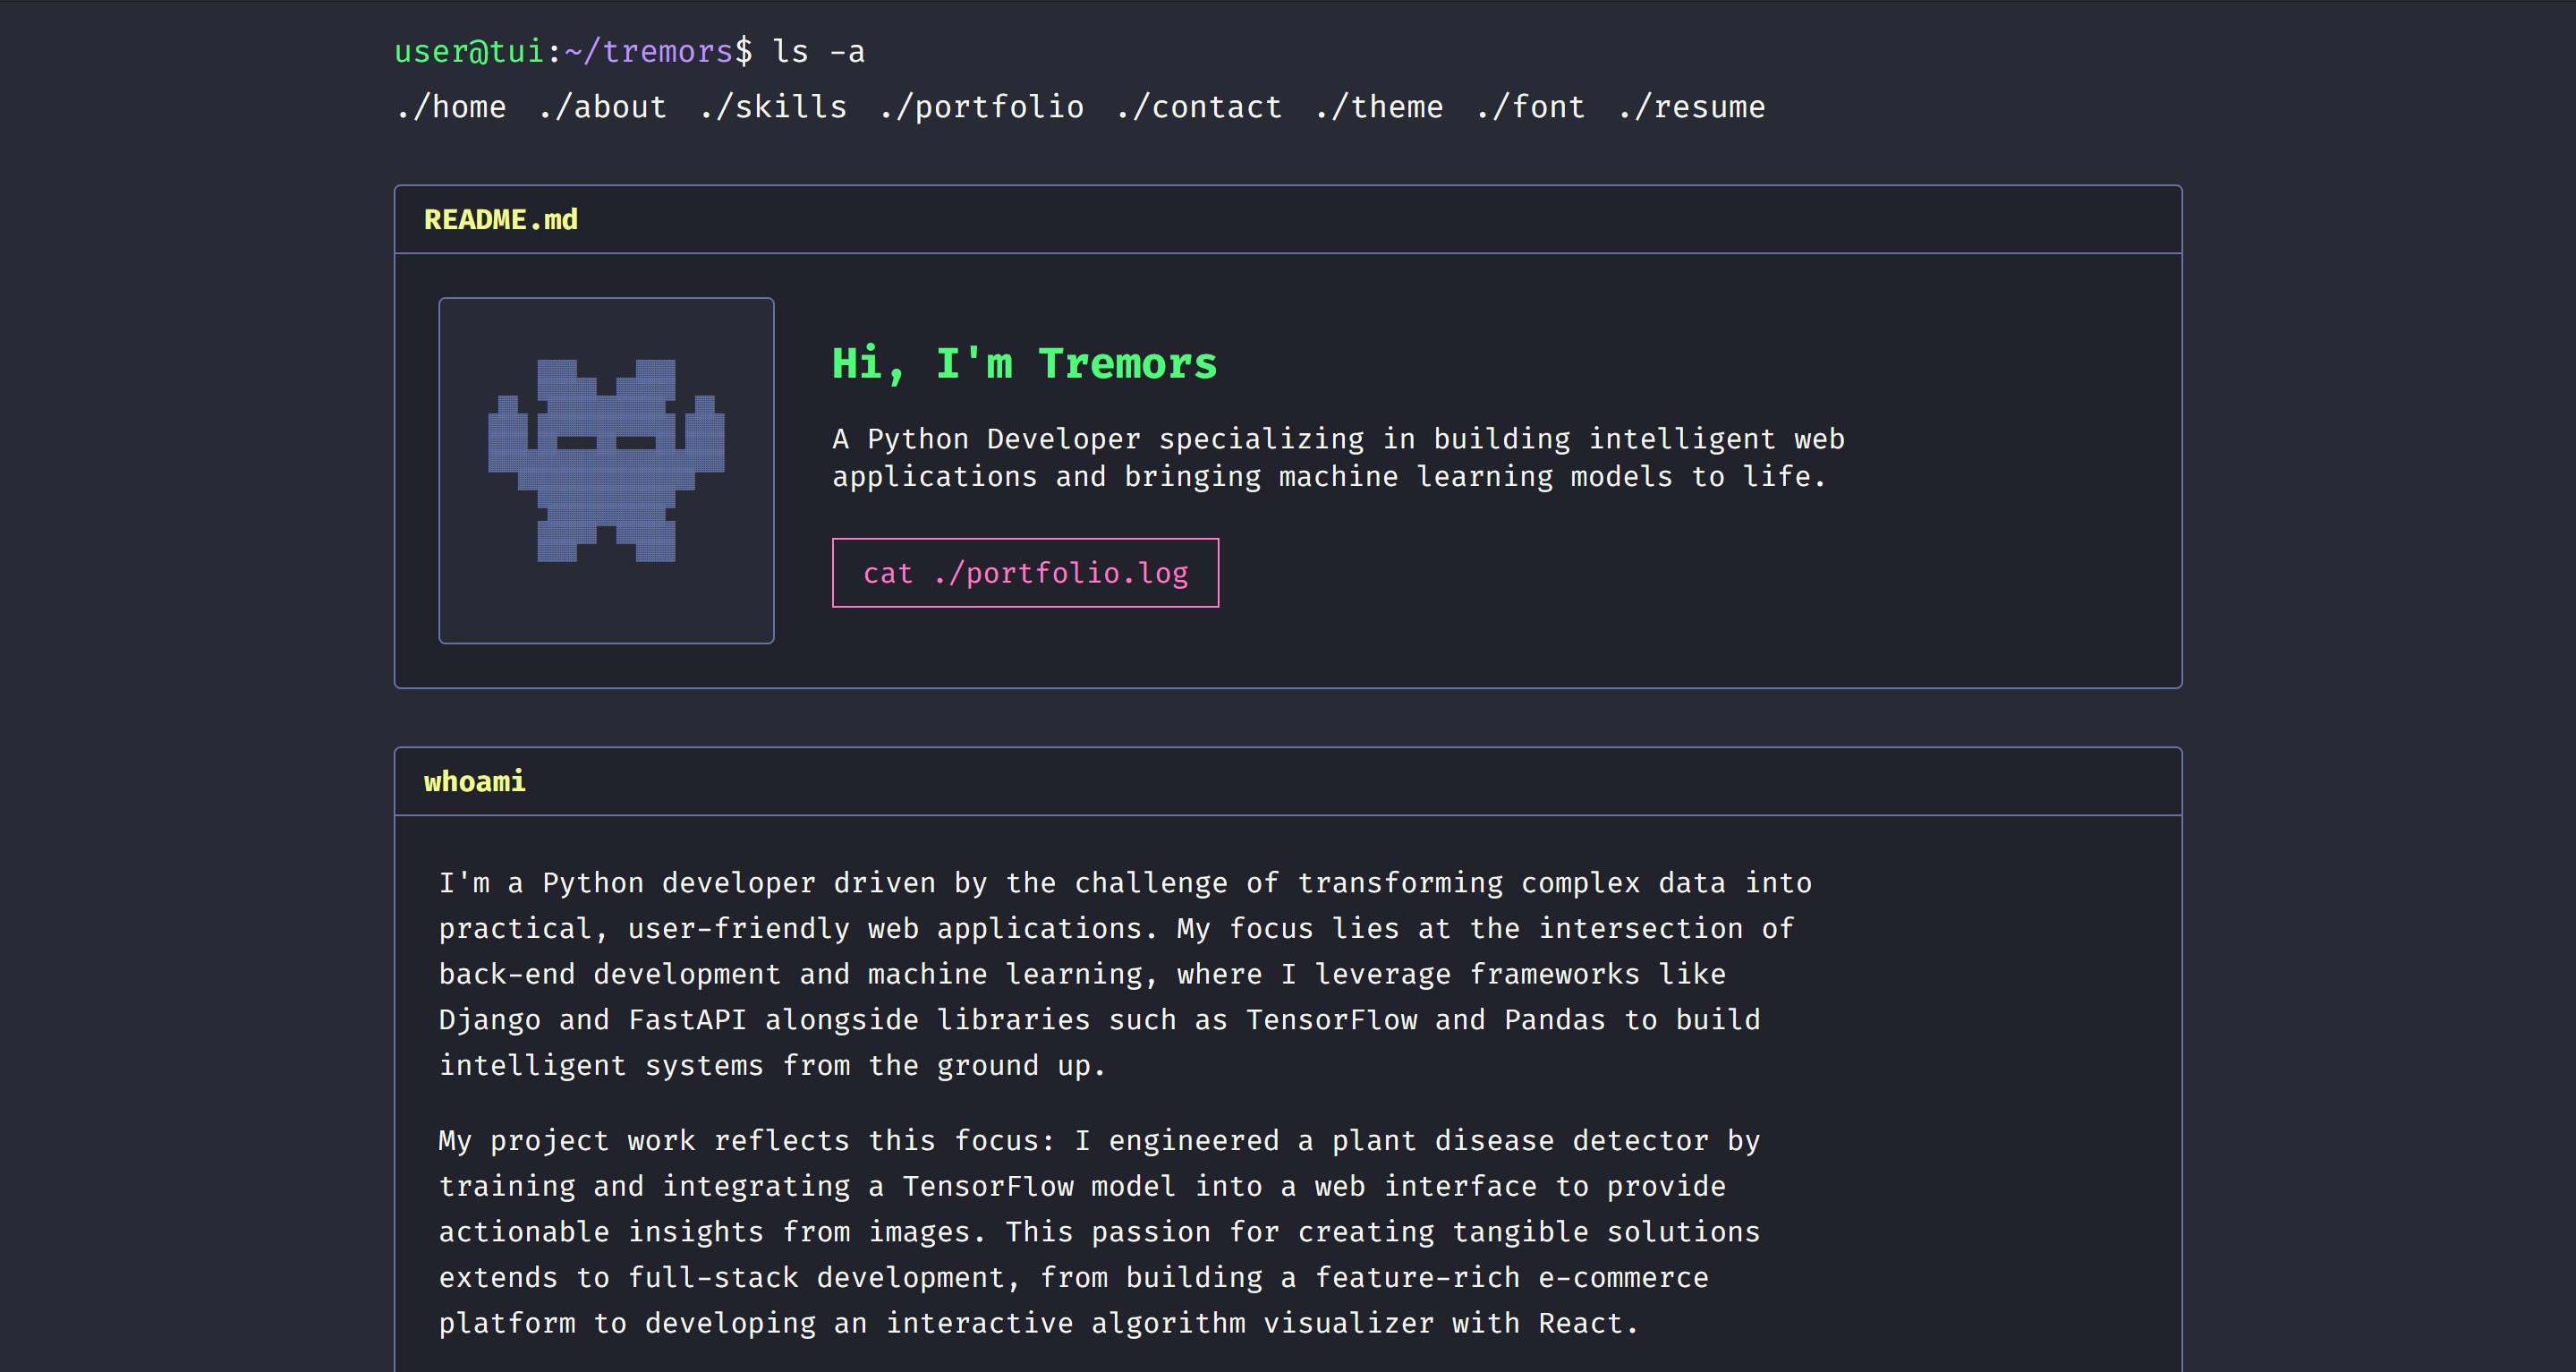 user@tui:~/tremors$ ls -a
./home ./about ./skills ./portfolio ./contact ./theme ./font ./resume
README.md
Hi, I'm Tremors
A Python Developer specializing in building intelligent web
applications and bringing machine learning models to life.
cat ./portfolio.log
whoami
I'm a Python developer driven by the challenge of transforming complex data into
practical, user-friendly web applications. My focus lies at the intersection of
back-end development and machine learning, where I leverage frameworks like
Django and FastAPI alongside libraries such as TensorFlow and Pandas to build
intelligent systems from the ground up.
My project work reflects this focus: I engineered a plant disease detector by
training and integrating a TensorFlow model into a web interface to provide
actionable insights from images. This passion for creating tangible solutions
extends to full-stack development, from building a feature-rich e-commerce
platform to developing an interactive algorithm visualizer with React.